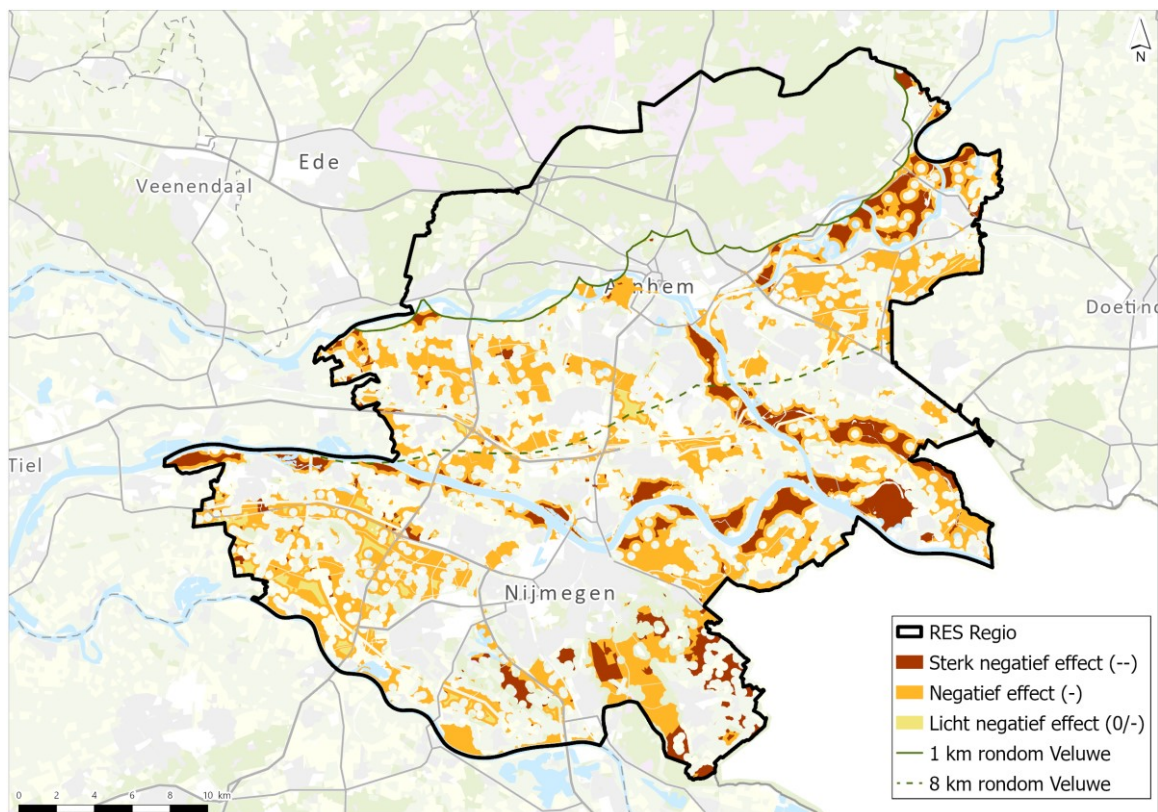 N
Ede
Veenendaal
Arnhem
Doetinc
Tiel
Nijmegen
RES Regio
Sterk negatief effect (--)
Negatief effect (-)
Licht negatief effect (0/-)
1 km rondom Veluwe
8 km rondom Veluwe
0 2 4 6 8 10 km